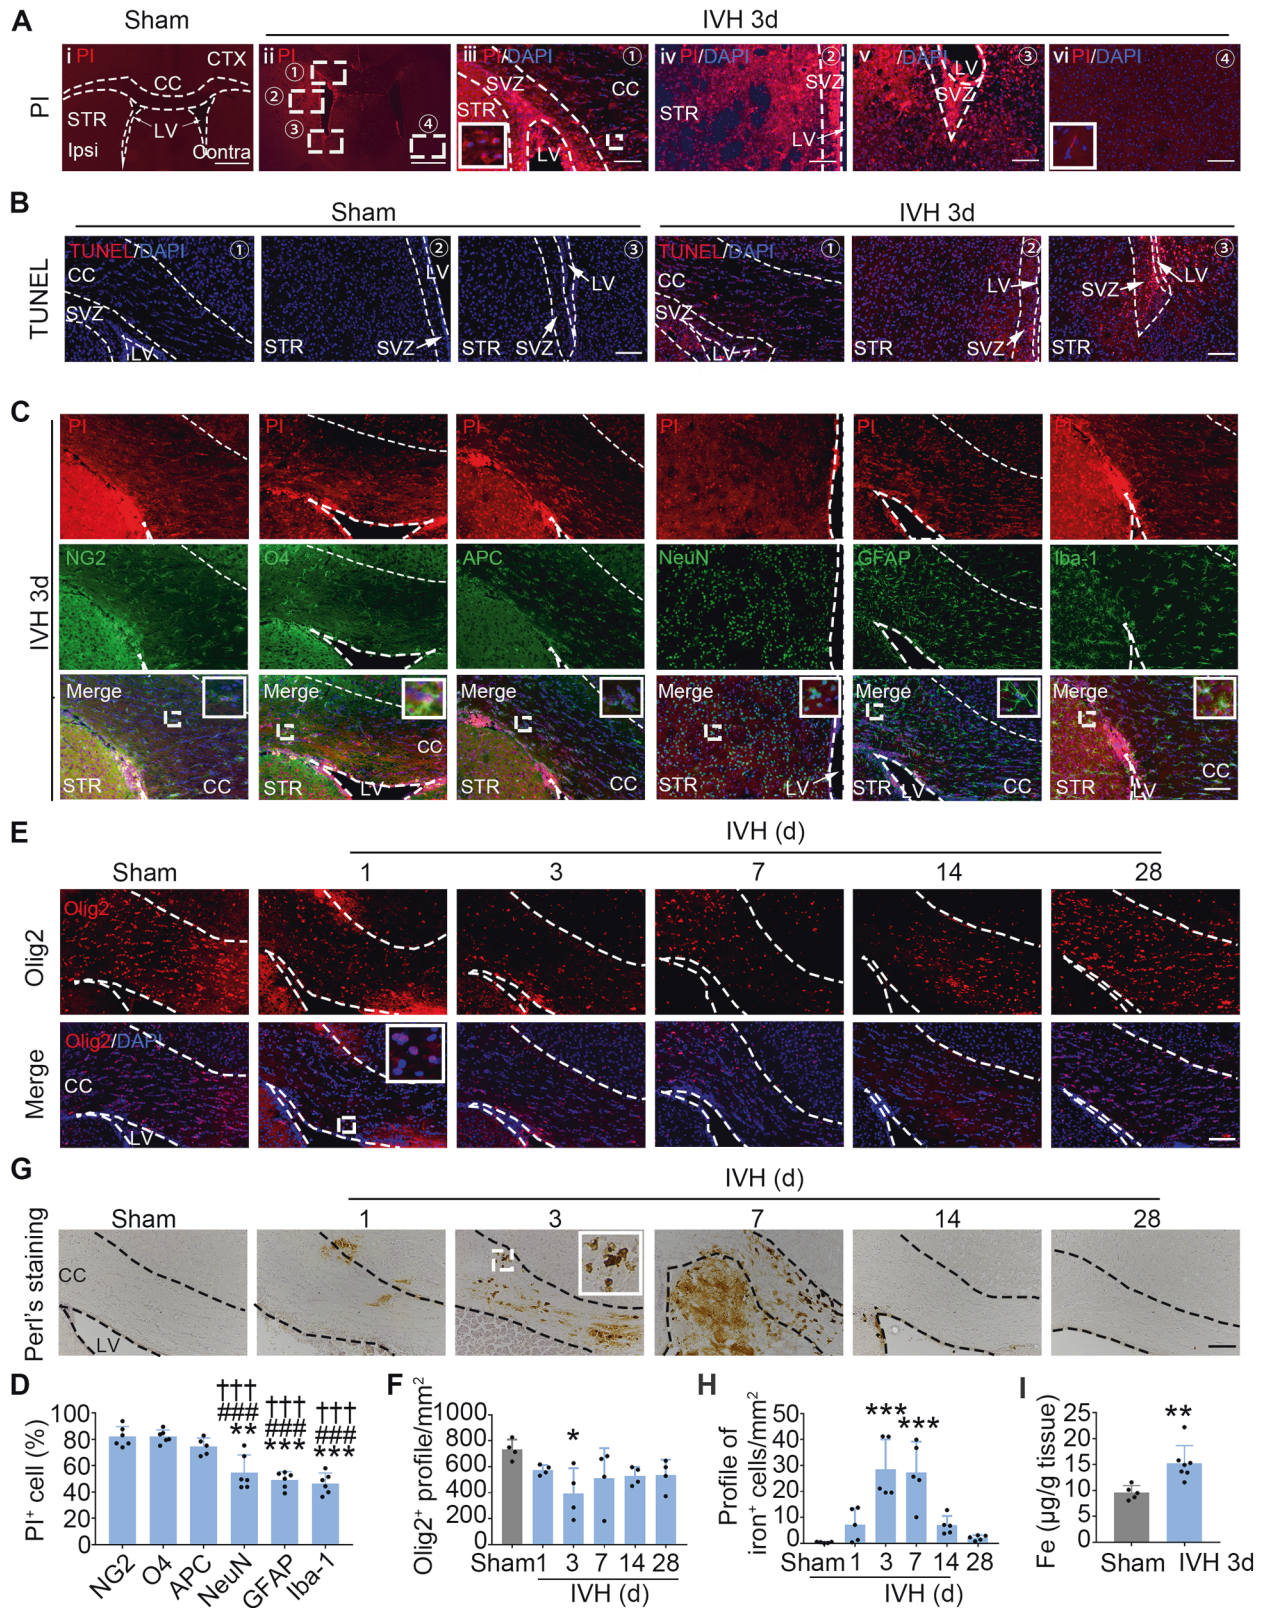 A Sham IVH 3d
PI
i PI CTX CC STR LV Ipsi Contra
ii PI ① ② ③ ④
iii PI/DAPI ① SVZ CC STR LV
iv PI/DAPI ② SVZ STR LV
v PI/DAPI ③ LV SVZ
vi PI/DAPI ④
B Sham IVH 3d
TUNEL
TUNEL/DAPI ① CC SVZ LV
② LV STR SVZ
③ LV STR SVZ
TUNEL/DAPI ① CC SVZ LV
② LV STR SVZ
③ LV SVZ STR
C
IVH 3d
PI PI PI PI PI PI
NG2 O4 APC NeuN GFAP Iba-1
Merge Merge Merge Merge Merge Merge
STR CC STR CC LV STR CC STR LV STR LV CC STR LV CC
E IVH (d)
Sham 1 3 7 14 28
Olig2 Olig2
Merge Olig2/DAPI
CC LV
G IVH (d)
Sham 1 3 7 14 28
Perl's staining
CC LV
D
PI⁺ cell (%)
100
80
60
40
20
0
††† ### **
††† ### ***
††† ### ***
NG2 O4 APC NeuN GFAP Iba-1
F
Olig2⁺ profile/mm²
1000
800
600
400
200
0
*
Sham 1 3 7 14 28
IVH (d)
H
Profile of
iron⁺ cells/mm²
50
40
30
20
10
0
*** ***
Sham 1 3 7 14 28
IVH (d)
I
Fe (µg/g tissue)
25
20
15
10
5
0
**
Sham IVH 3d